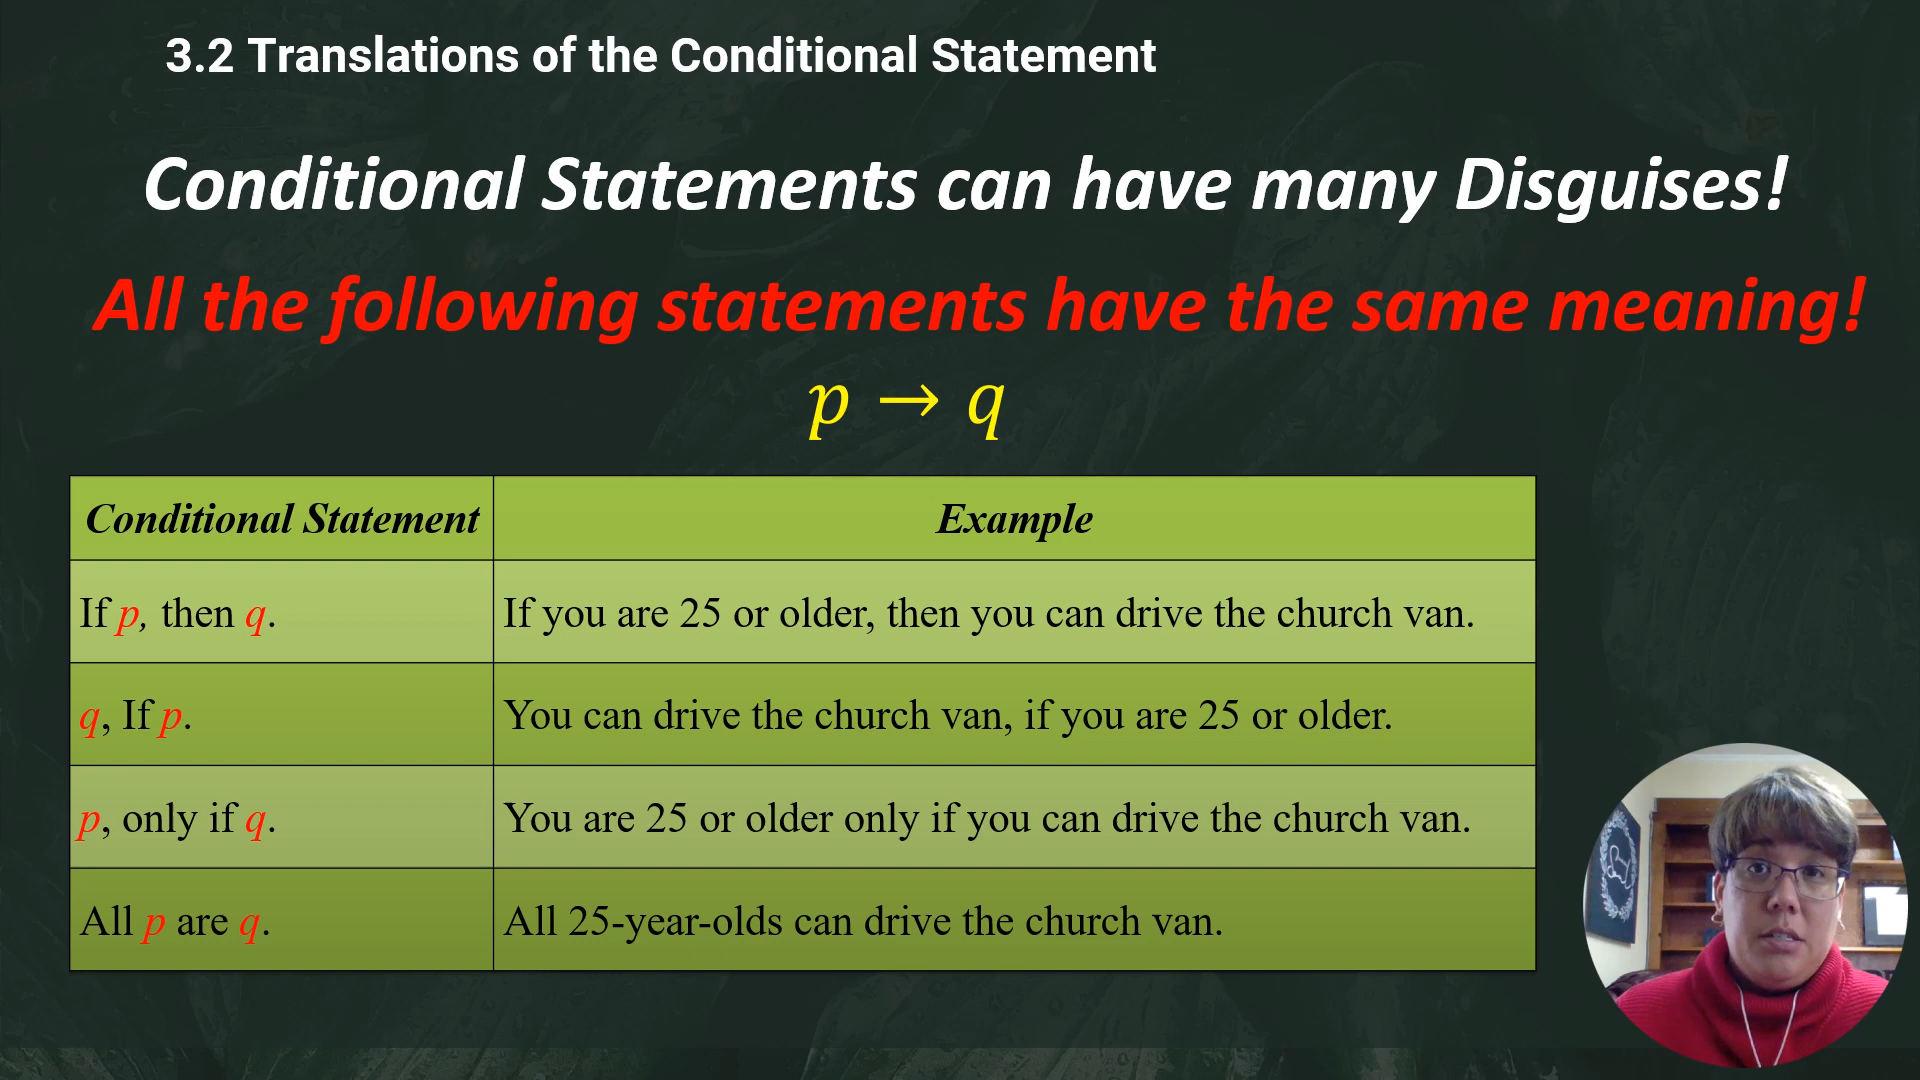 3.2 Translations of the Conditional Statement
Conditional Statements can have many Disguises!
All the following statements have the same meaning!
p → q
Conditional Statement
Example
If p, then q.
If you are 25 or older, then you can drive the church van.
q, If p.
You can drive the church van, if you are 25 or older.
p, only if q.
You are 25 or older only if you can drive the church van.
All p are q.
All 25-year-olds can drive the church van.